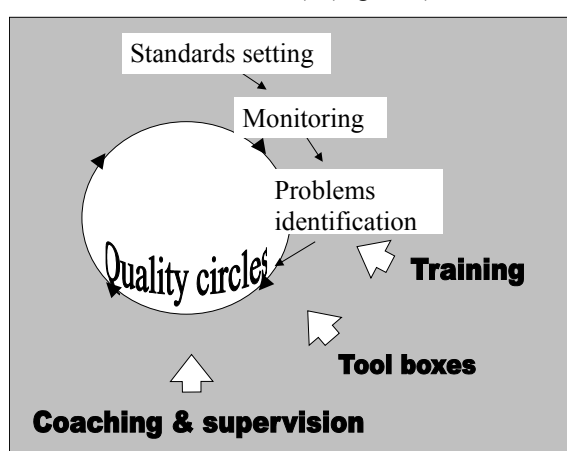 Standards setting
Monitoring
Problems
identification
Quality circles
Training
Tool boxes
Coaching & supervision